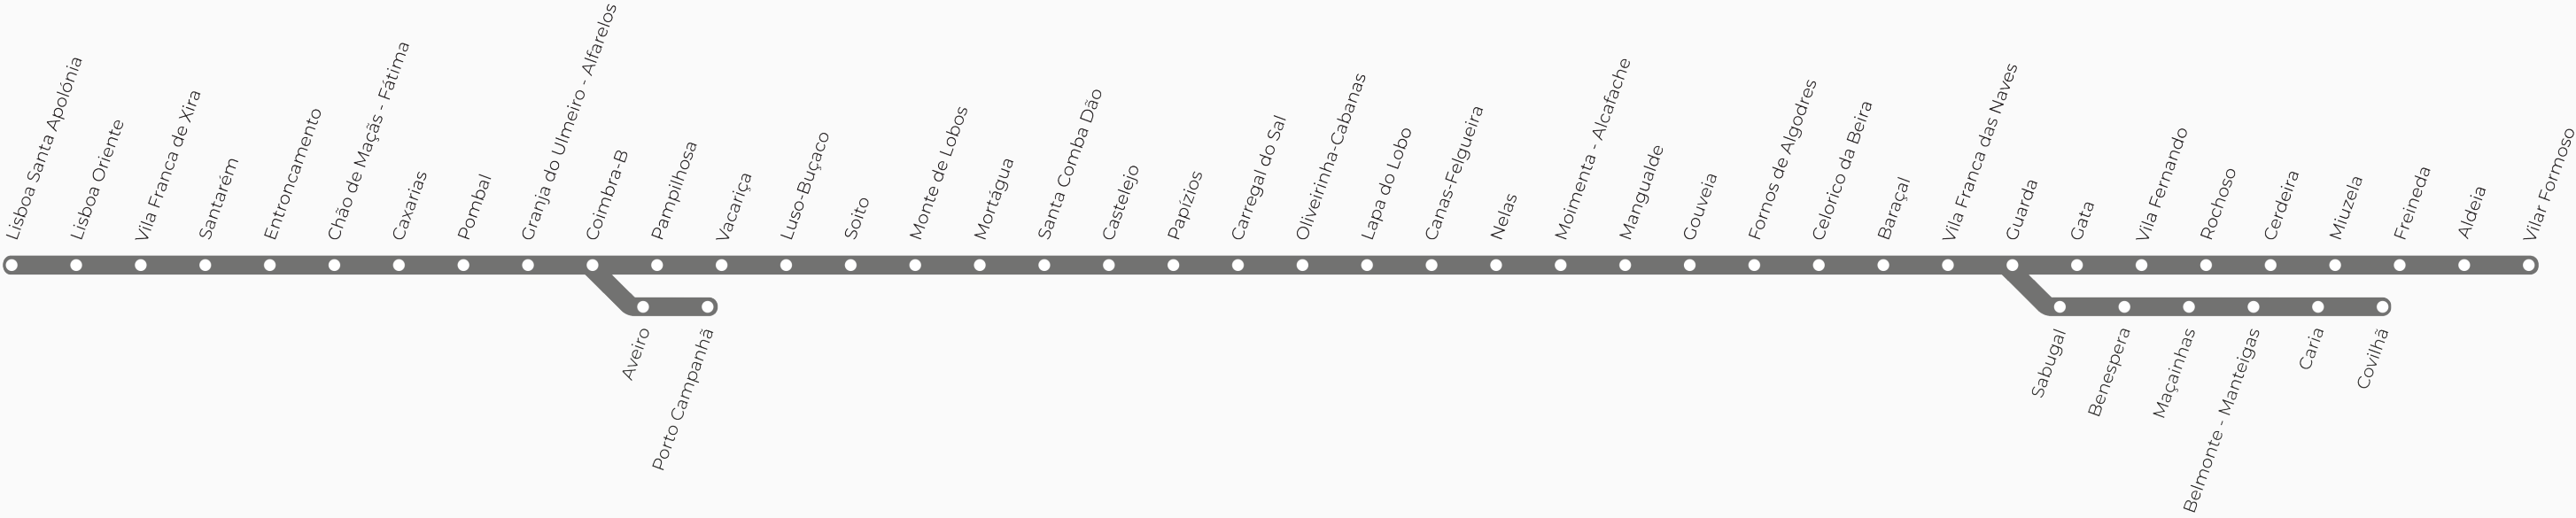 Lisboa Santa Apolónia
Lisboa Oriente
Vila Franca de Xira
Santarém
Entroncamento
Chão de Maçãs - Fátima
Caxarias
Pombal
Granja do Ulmeiro - Alfarelos
Coimbra-B
Pampilhosa
Vacariça
Luso-Buçaco
Soito
Monte de Lobos
Mortágua
Santa Comba Dão
Castelejo
Papízios
Carregal do Sal
Oliveirinha-Cabanas
Lapa do Lobo
Canas-Felgueira
Nelas
Moimenta - Alcafache
Mangualde
Gouveia
Fornos de Algodres
Celorico da Beira
Baraçal
Vila Franca das Naves
Guarda
Gata
Vila Fernando
Rochoso
Cerdeira
Miuzela
Freineda
Aldeia
Vilar Formoso
Aveiro
Porto Campanhã
Sabugal
Benespera
Maçainhas
Belmonte - Manteigas
Caria
Covilhã